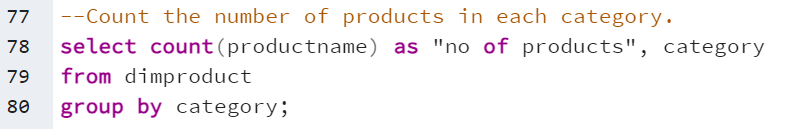 77 --Count the number of products in each category.
78 select count(productname) as "no of products", category
79 from dimproduct
80 group by category;